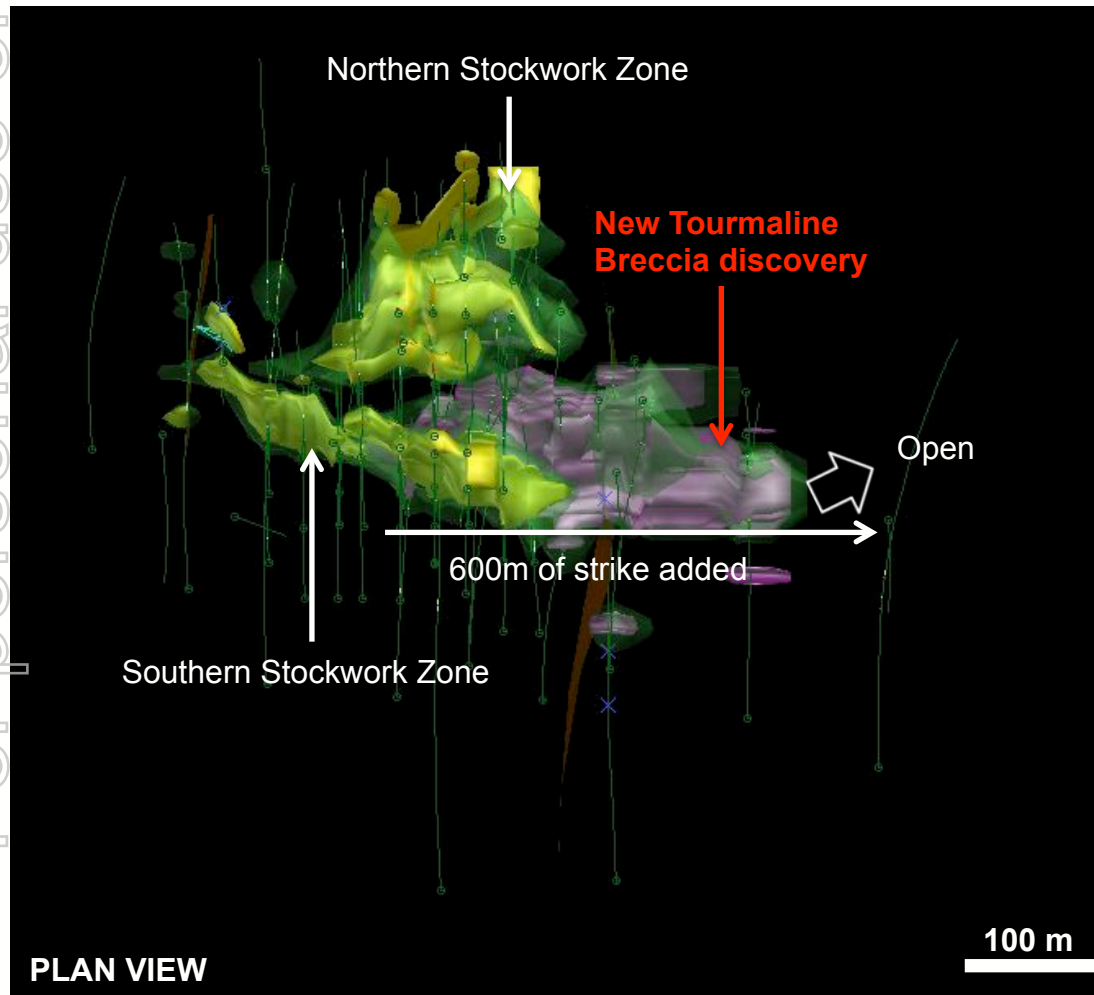 Northern Stockwork Zone
New Tourmaline
Breccia discovery
Open
600m of strike added
Southern Stockwork Zone
100 m
PLAN VIEW